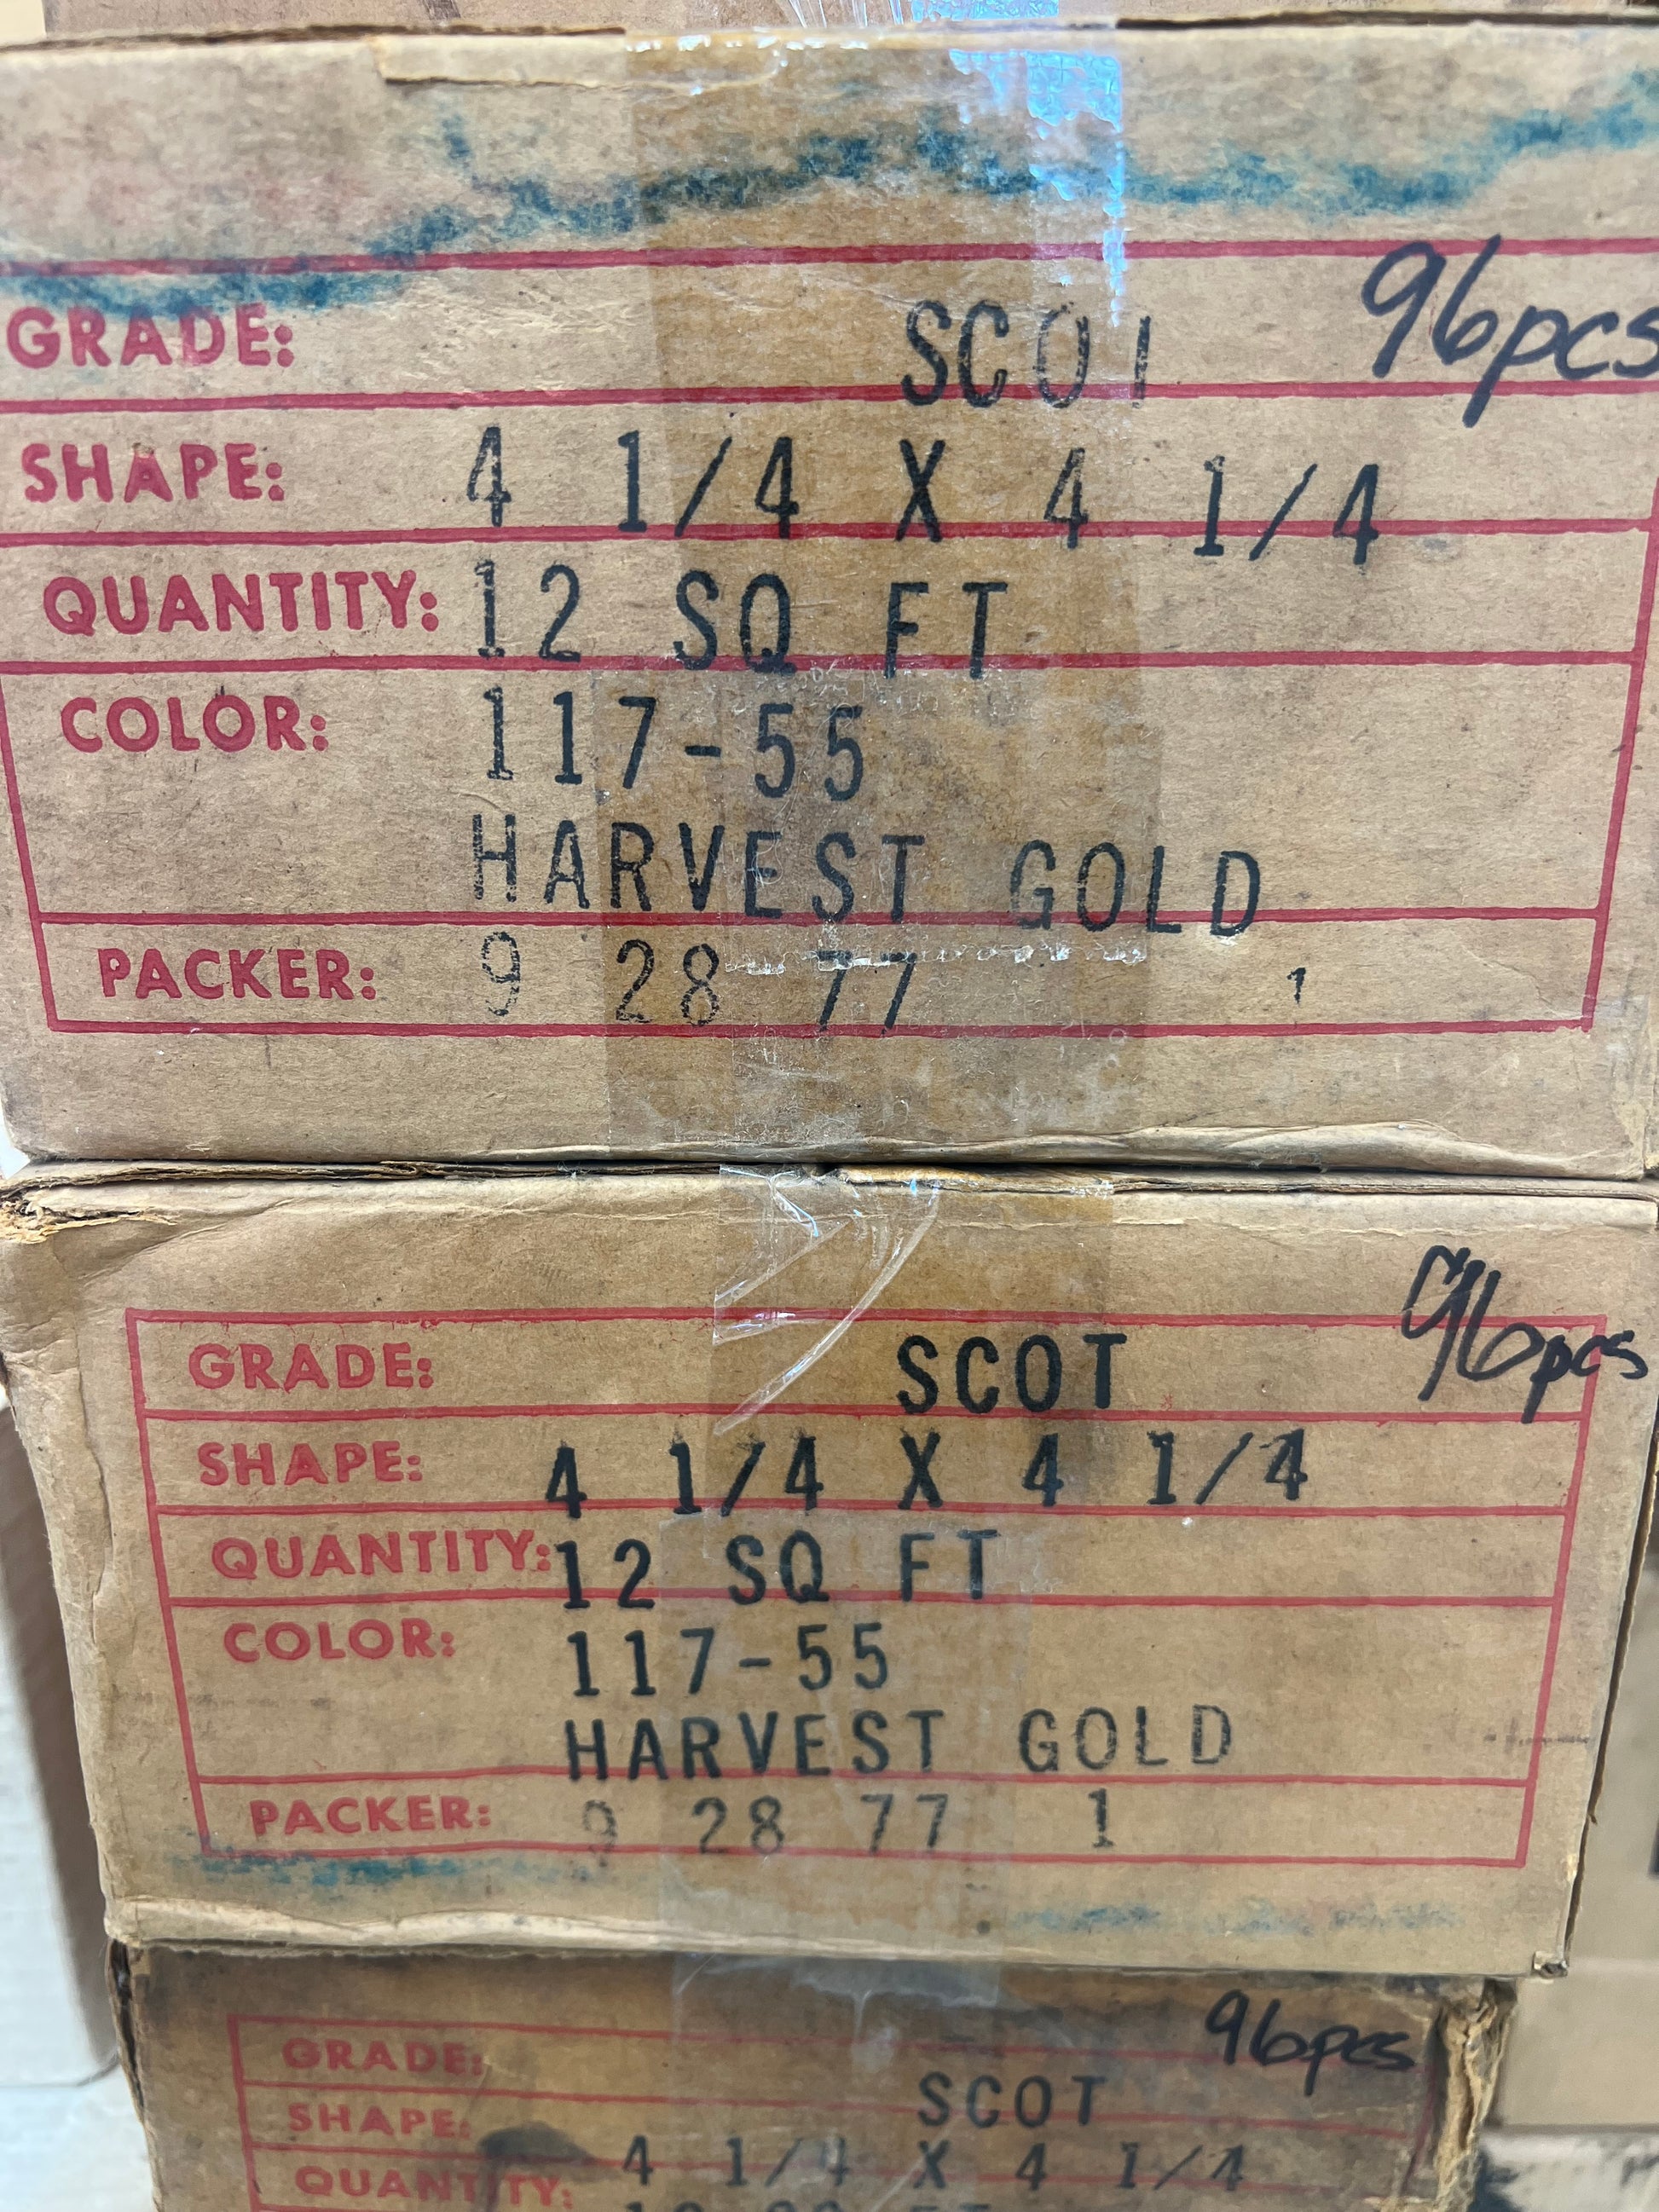 96pcs
GRADE: SCOT
SHAPE: 4 1/4 X 4 1/4
QUANTITY: 12 SQ FT
COLOR: 117-55
HARVEST GOLD
PACKER: 9 28 77 1
96pcs
GRADE: SCOT
SHAPE: 4 1/4 X 4 1/4
QUANTITY: 12 SQ FT
COLOR: 117-55
HARVEST GOLD
PACKER: 9 28 77 1
96pcs
GRADE: SCOT
SHAPE: 4 1/4 X 4 1/4
QUANTITY: